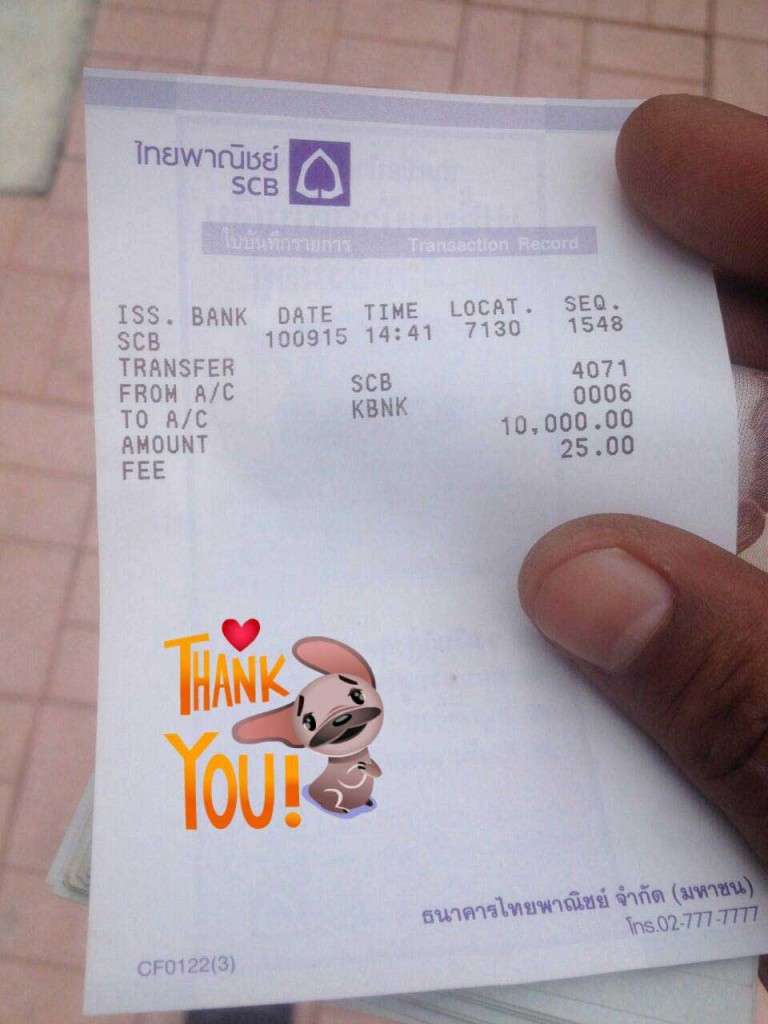 ไทยพาณิชย์
SCB
ใบบันทึกรายการ Transaction Record
ISS. BANK DATE TIME LOCAT. SEQ.
SCB 100915 14:41 7130 1548
TRANSFER
FROM A/C SCB 4071
TO A/C KBNK 0006
AMOUNT 10,000.00
FEE 25.00
THANK
YOU!
ธนาคารไทยพาณิชย์ จำกัด (มหาชน)
โทร.02-777-7777
CF0122(3)